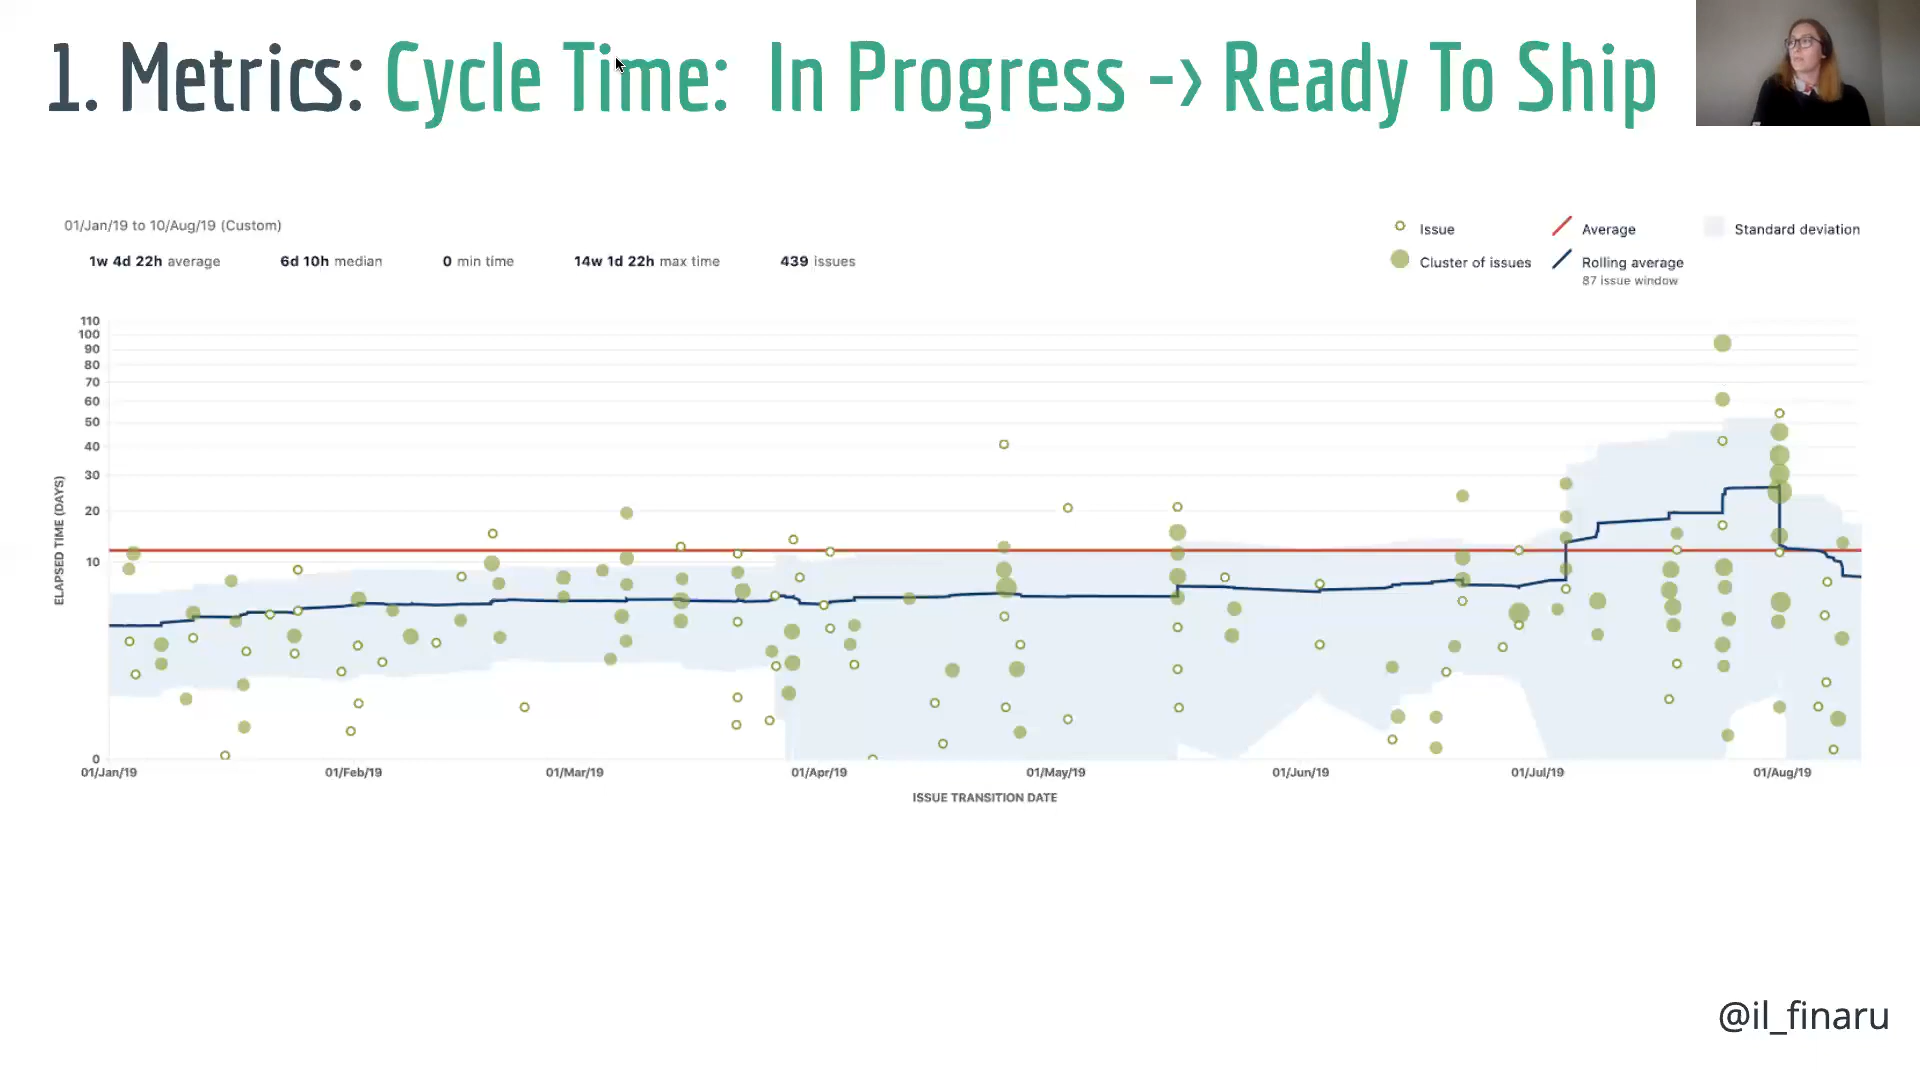 1. Metrics: Cycle Time: In Progress -> Ready To Ship
01/Jan/19 to 10/Aug/19 (Custom)
1w 4d 22h average 6d 10h median 0 min time 14w 1d 22h max time 439 issues
Issue Average Standard deviation
Cluster of issues Rolling average
87 issue window
110
100
90
80
70
60
50
40
30
20
10
0
ELAPSED TIME (DAYS)
01/Jan/19 01/Feb/19 01/Mar/19 01/Apr/19 01/May/19 01/Jun/19 01/Jul/19 01/Aug/19
ISSUE TRANSITION DATE
@il_finaru